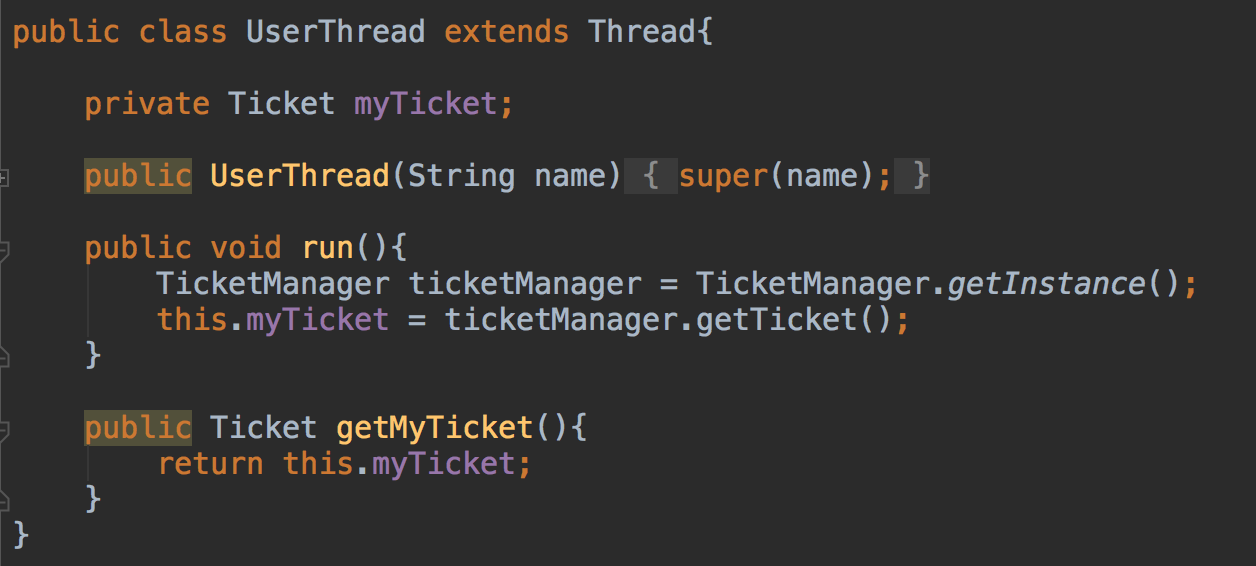 public class UserThread extends Thread{
private Ticket myTicket;
public UserThread(String name) { super(name); }
public void run(){
TicketManager ticketManager = TicketManager.getInstance();
this.myTicket = ticketManager.getTicket();
}
public Ticket getMyTicket(){
return this.myTicket;
}
}